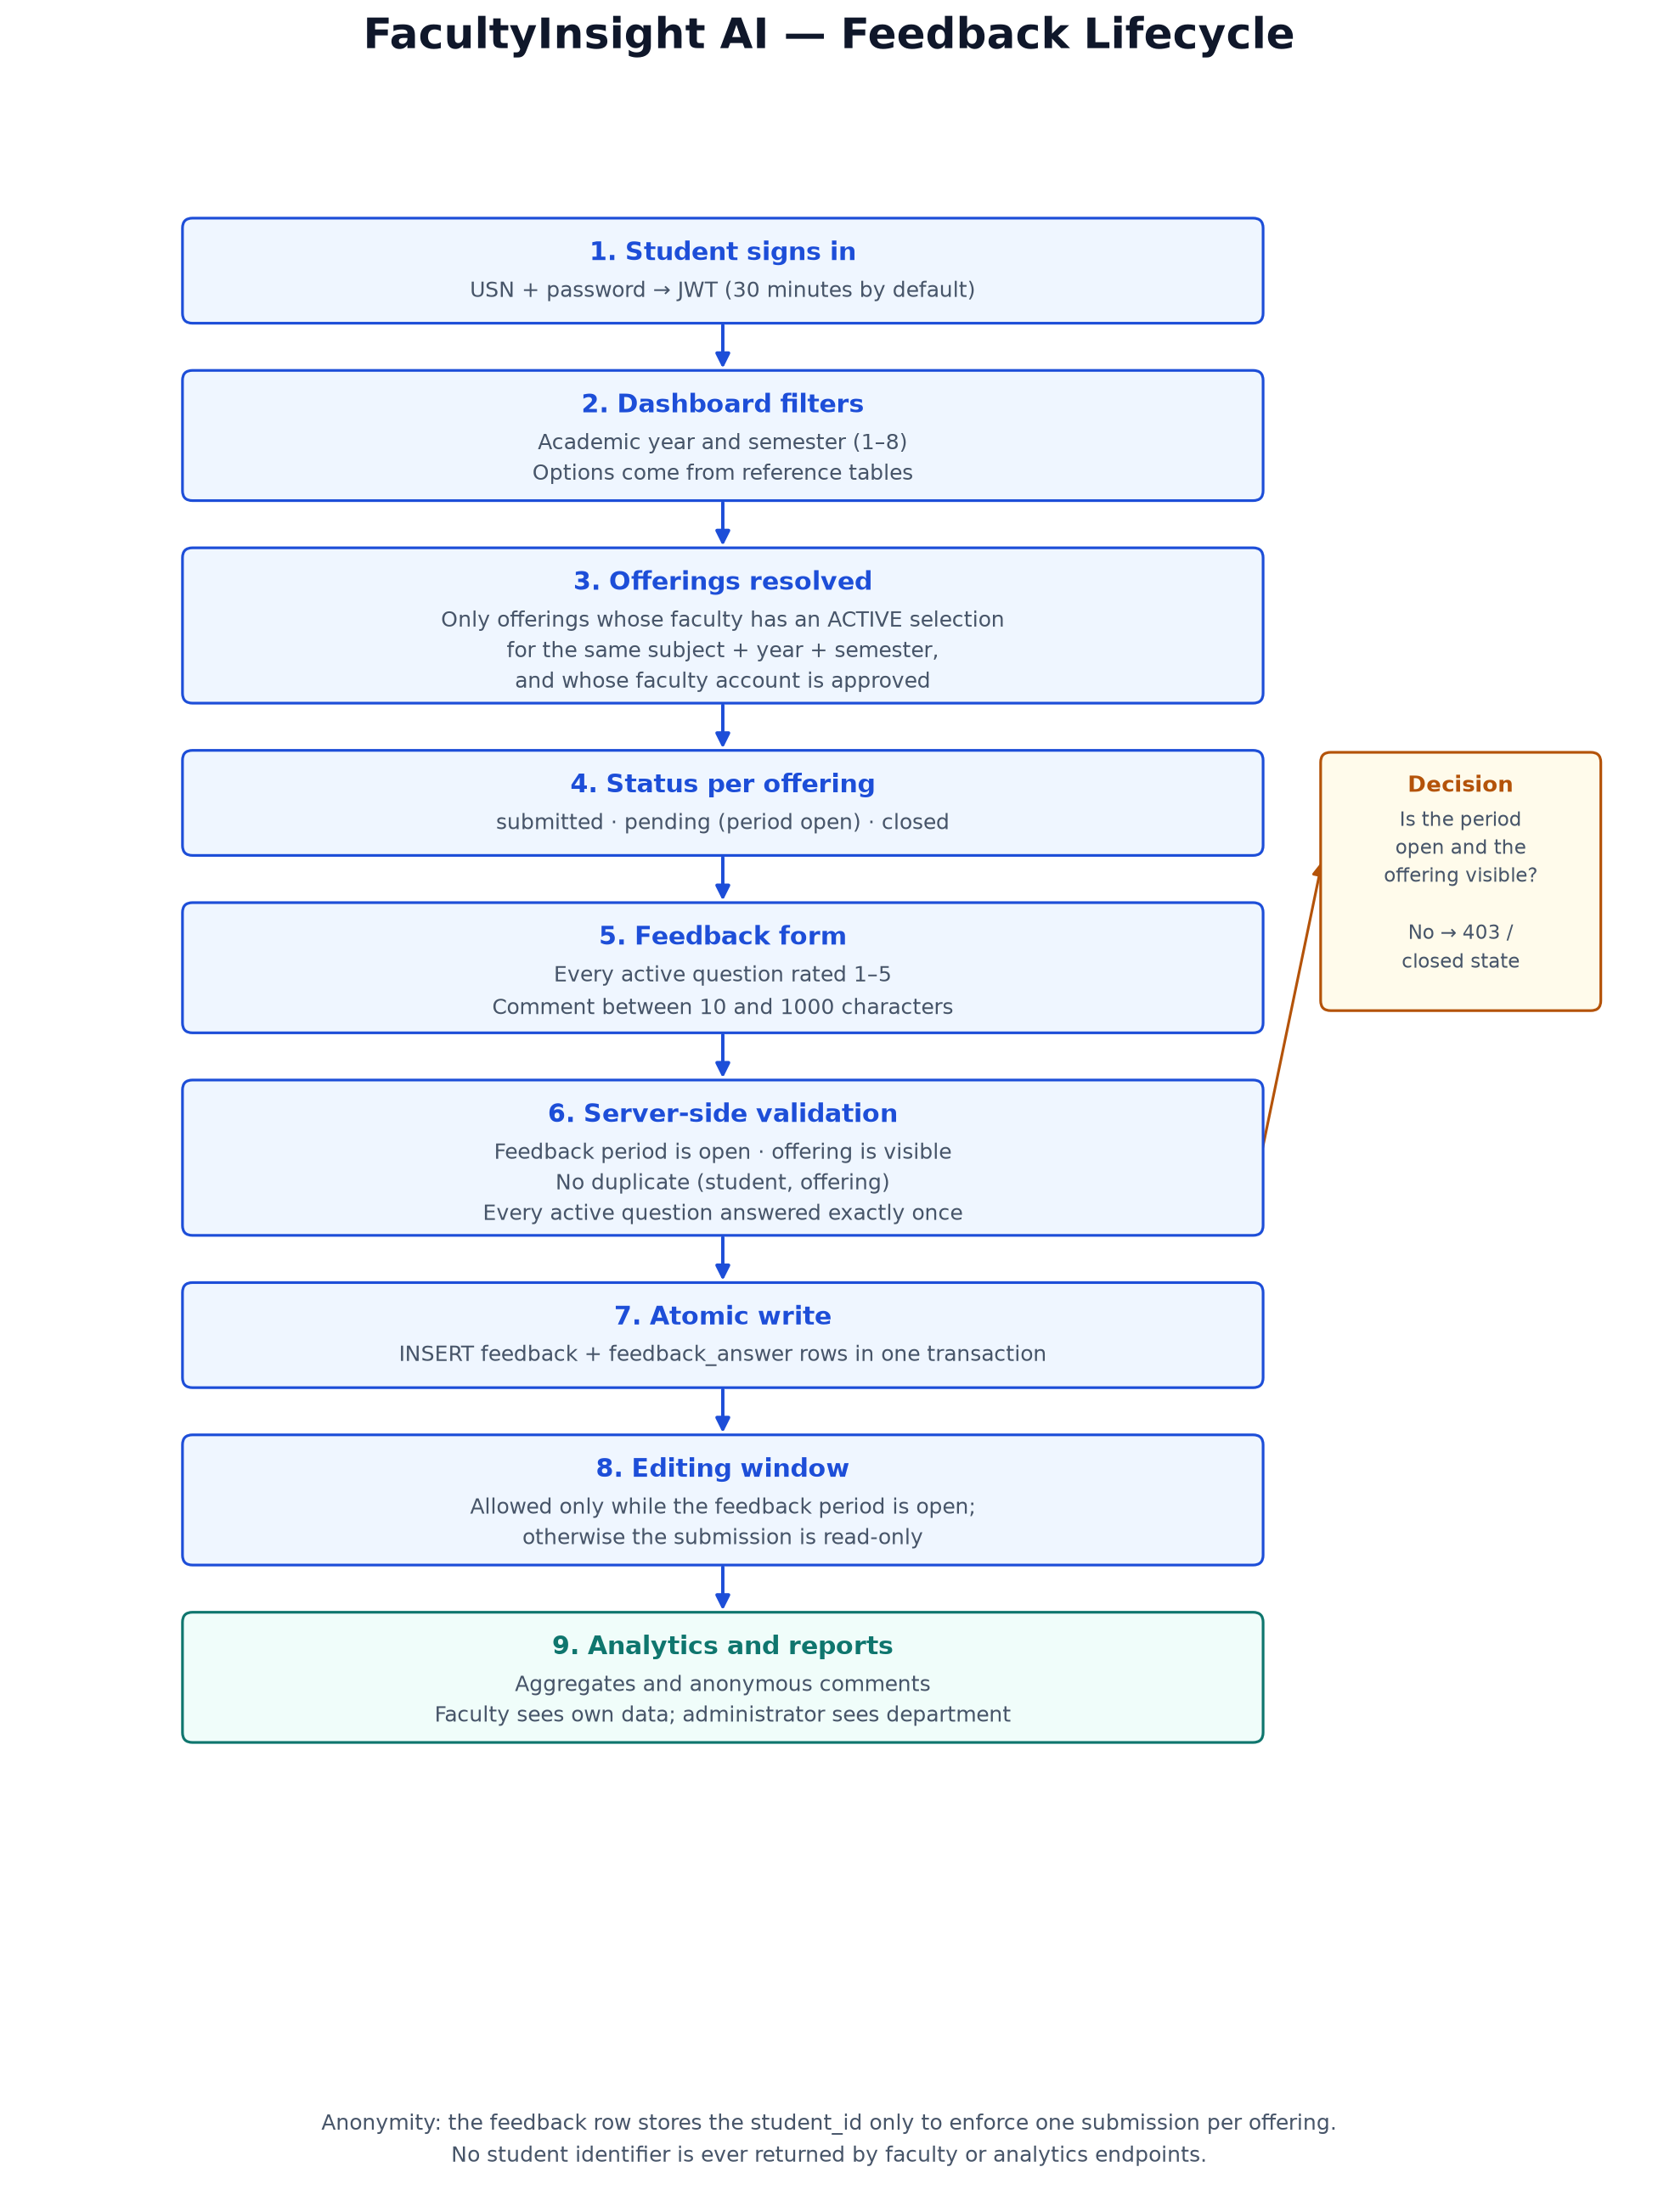 FacultyInsight AI — Feedback Lifecycle
1. Student signs in
USN + password → JWT (30 minutes by default)
2. Dashboard filters
Academic year and semester (1–8)
Options come from reference tables
3. Offerings resolved
Only offerings whose faculty has an ACTIVE selection
for the same subject + year + semester,
and whose faculty account is approved
4. Status per offering
submitted · pending (period open) · closed
Decision
Is the period
open and the
offering visible?
No → 403 /
closed state
5. Feedback form
Every active question rated 1–5
Comment between 10 and 1000 characters
6. Server-side validation
Feedback period is open · offering is visible
No duplicate (student, offering)
Every active question answered exactly once
7. Atomic write
INSERT feedback + feedback_answer rows in one transaction
8. Editing window
Allowed only while the feedback period is open;
otherwise the submission is read-only
9. Analytics and reports
Aggregates and anonymous comments
Faculty sees own data; administrator sees department
Anonymity: the feedback row stores the student_id only to enforce one submission per offering.
No student identifier is ever returned by faculty or analytics endpoints.